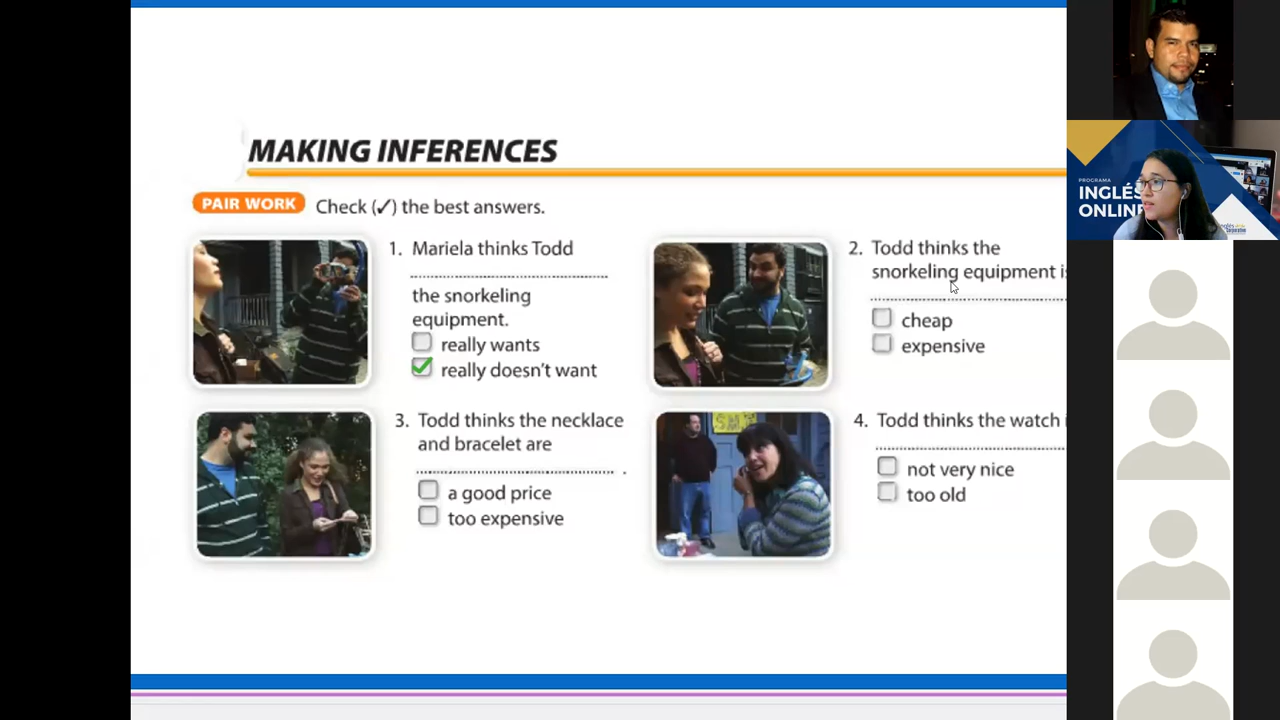 MAKING INFERENCES
PAIR WORK Check (✓) the best answers.
1. Mariela thinks Todd
the snorkeling
equipment.
really wants
really doesn't want
2. Todd thinks the
snorkeling equipment is
cheap
expensive
3. Todd thinks the necklace
and bracelet are
.
a good price
too expensive
4. Todd thinks the watch
not very nice
too old
PROGRAMA
INGLÉS
ONLINE